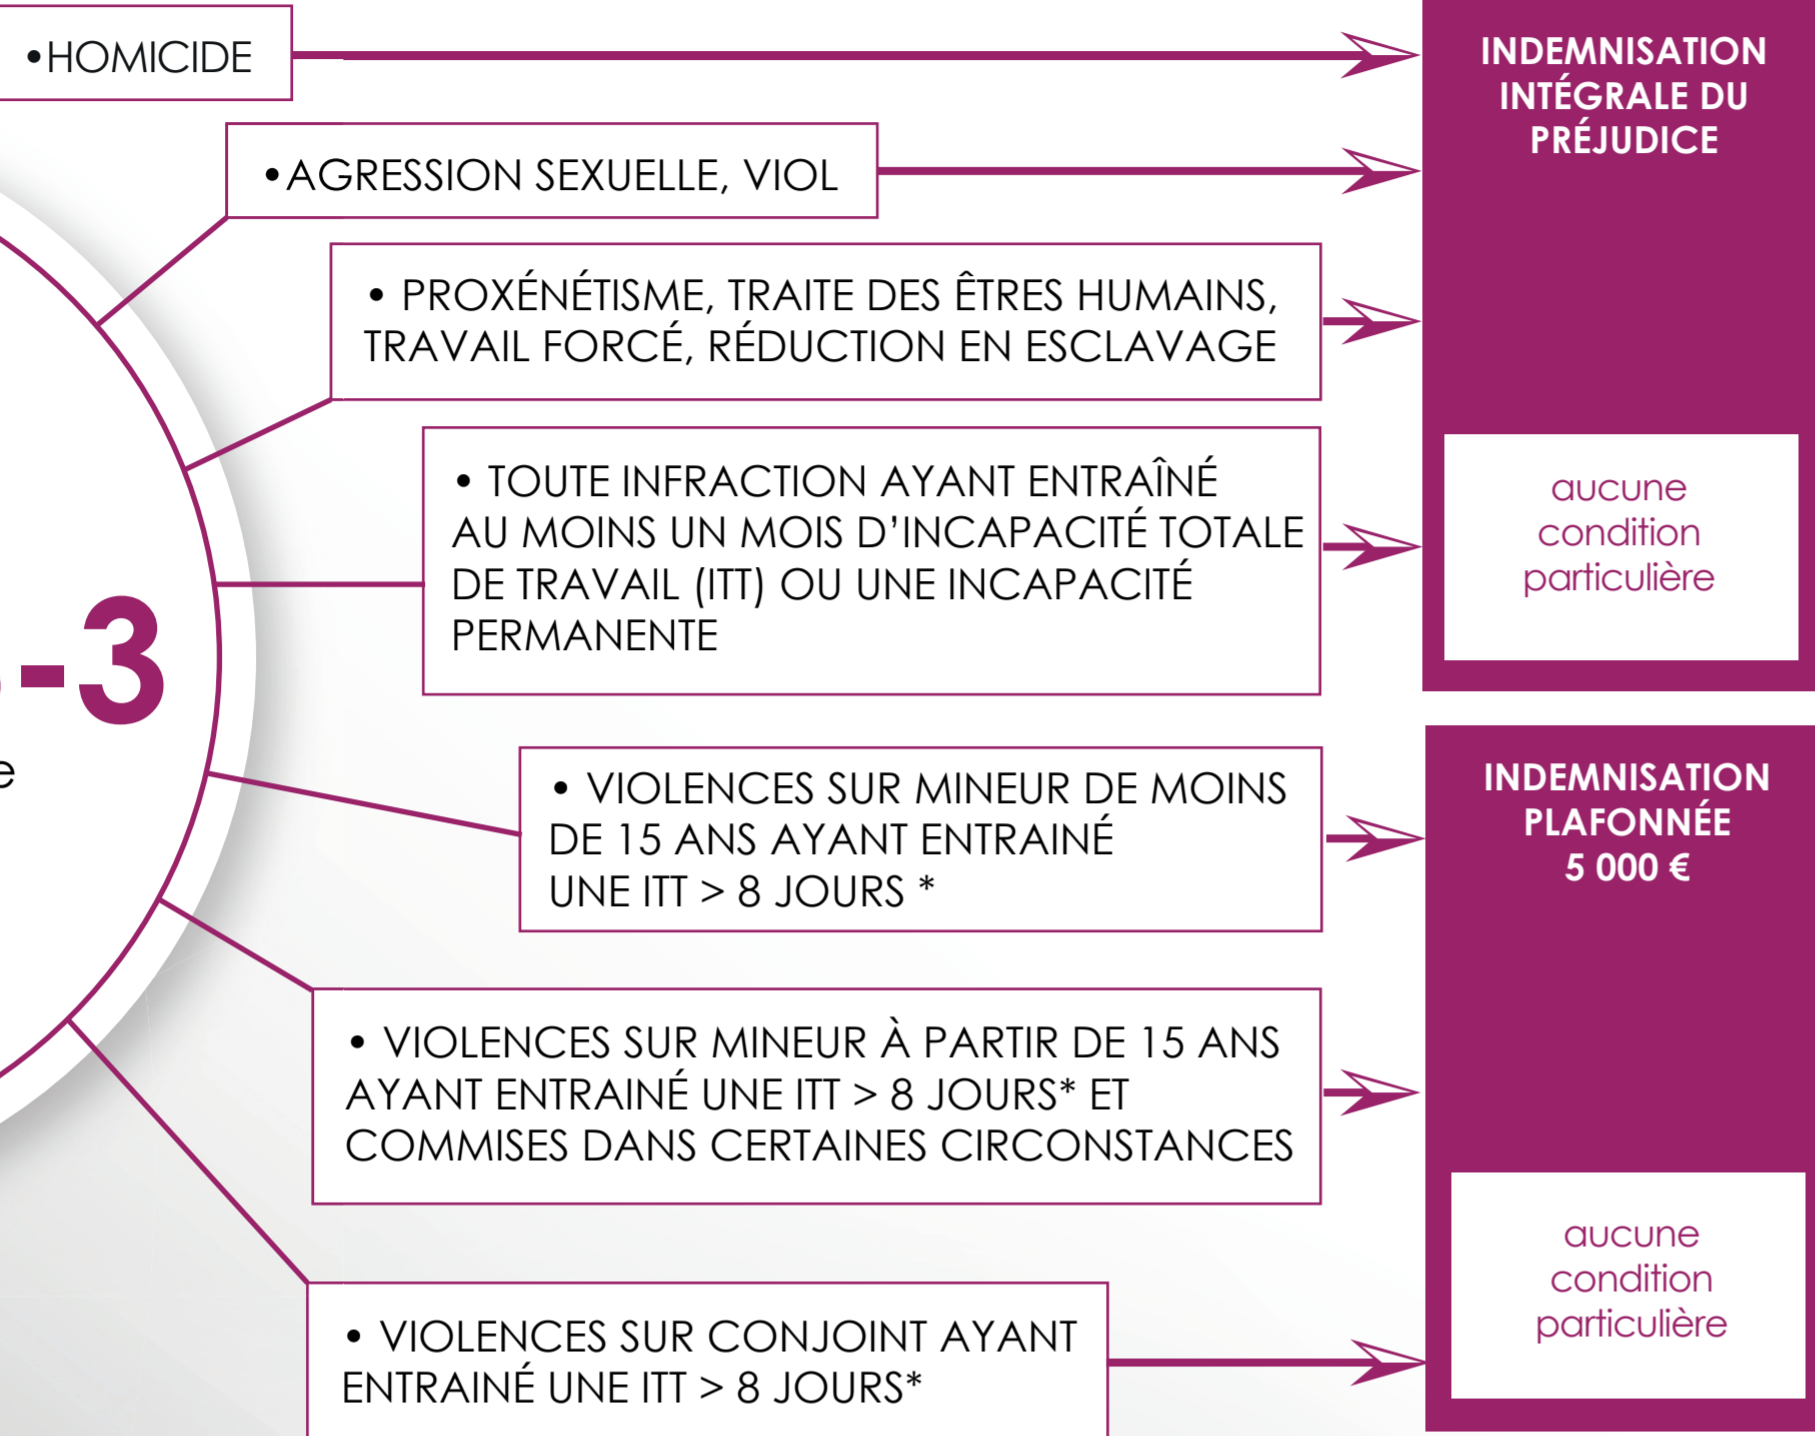 •HOMICIDE
•AGRESSION SEXUELLE, VIOL
• PROXÉNÉTISME, TRAITE DES ÊTRES HUMAINS,
TRAVAIL FORCÉ, RÉDUCTION EN ESCLAVAGE
• TOUTE INFRACTION AYANT ENTRAÎNÉ
AU MOINS UN MOIS D’INCAPACITÉ TOTALE
DE TRAVAIL (ITT) OU UNE INCAPACITÉ
PERMANENTE
INDEMNISATION
INTÉGRALE DU
PRÉJUDICE
aucune
condition
particulière
-3
e
• VIOLENCES SUR MINEUR DE MOINS
DE 15 ANS AYANT ENTRAINÉ
UNE ITT > 8 JOURS *
• VIOLENCES SUR MINEUR À PARTIR DE 15 ANS
AYANT ENTRAINÉ UNE ITT > 8 JOURS* ET
COMMISES DANS CERTAINES CIRCONSTANCES
• VIOLENCES SUR CONJOINT AYANT
ENTRAINÉ UNE ITT > 8 JOURS*
INDEMNISATION
PLAFONNÉE
5 000 €
aucune
condition
particulière